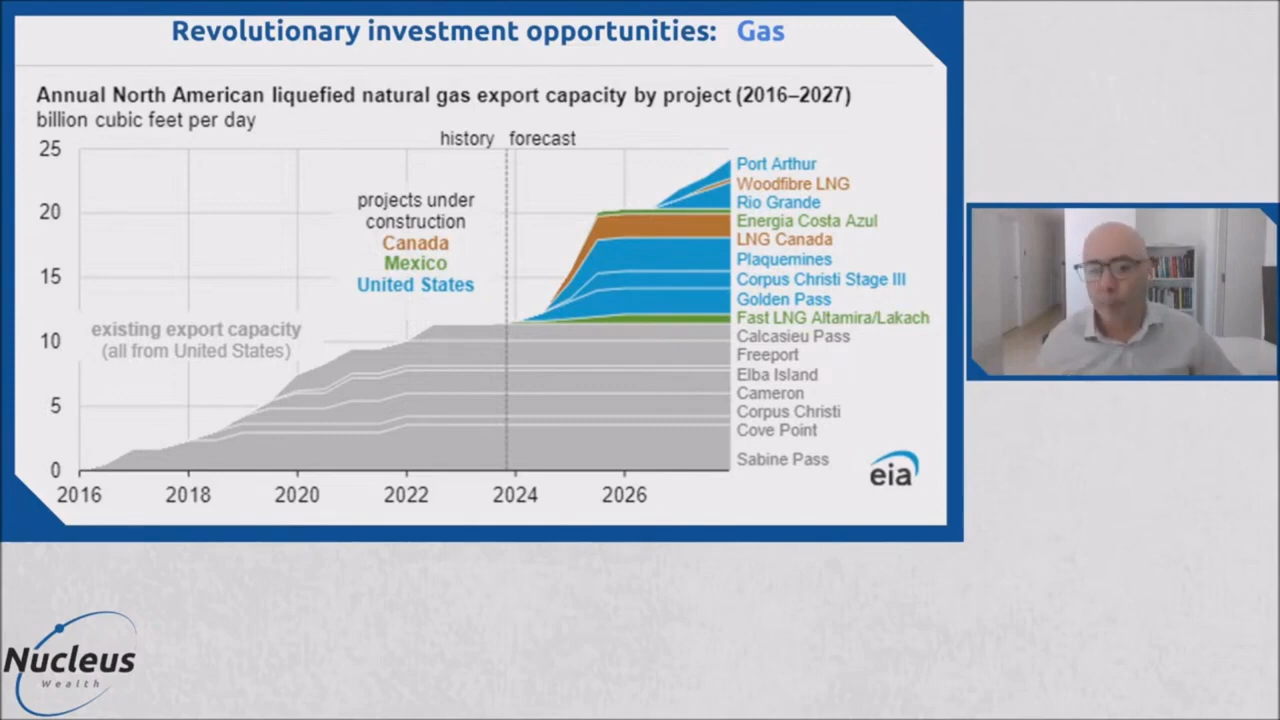 Revolutionary investment opportunities: Gas
Annual North American liquefied natural gas export capacity by project (2016–2027)
billion cubic feet per day
history forecast
25
20
15
10
5
0
projects under
construction
Canada
Mexico
United States
existing export capacity
(all from United States)
Port Arthur
Woodfibre LNG
Rio Grande
Energia Costa Azul
LNG Canada
Plaquemines
Corpus Christi Stage III
Golden Pass
Fast LNG Altamira/Lakach
Calcasieu Pass
Freeport
Elba Island
Cameron
Corpus Christi
Cove Point
Sabine Pass
eia
2016 2018 2020 2022 2024 2026
Nucleus
Wealth